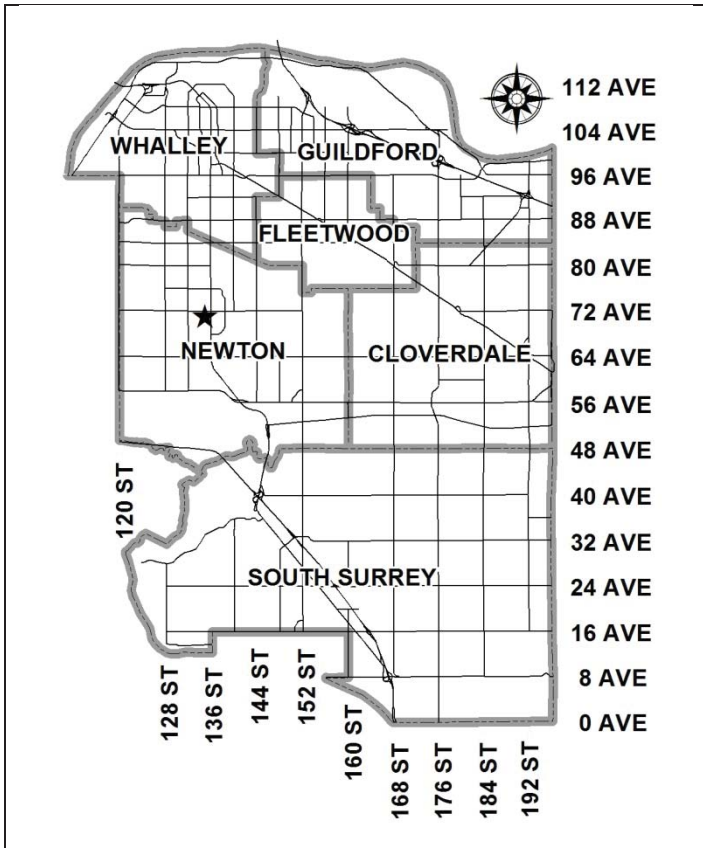 112 AVE
104 AVE
WHALLEY
GUILDFORD
96 AVE
88 AVE
FLEETWOOD
80 AVE
72 AVE
NEWTON
CLOVERDALE
64 AVE
56 AVE
48 AVE
120 ST
40 AVE
32 AVE
SOUTH SURREY
24 AVE
16 AVE
128 ST
136 ST
144 ST
152 ST
8 AVE
160 ST
0 AVE
168 ST
176 ST
184 ST
192 ST